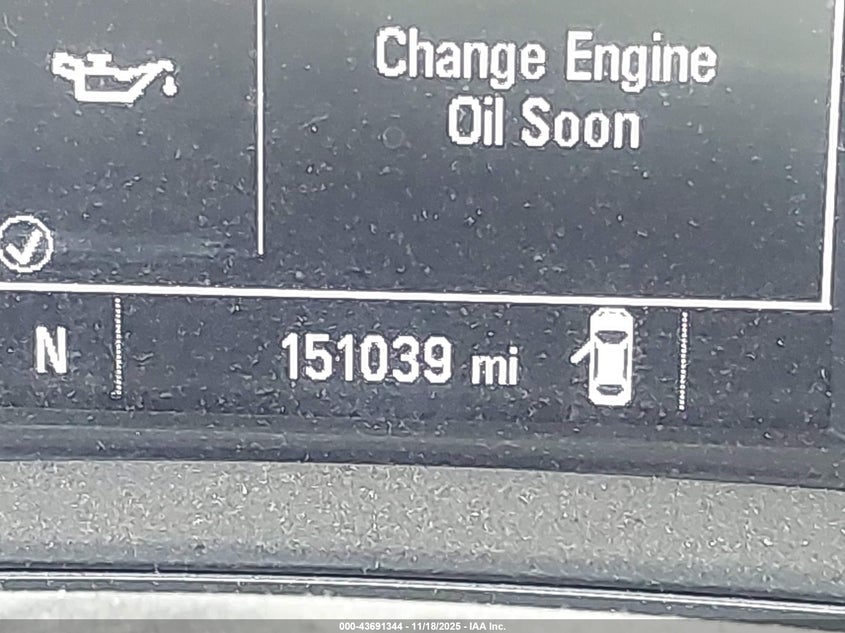 Change Engine
Oil Soon
N
151039 mi
000-43691344 - 11/18/2025 - IAA Inc.